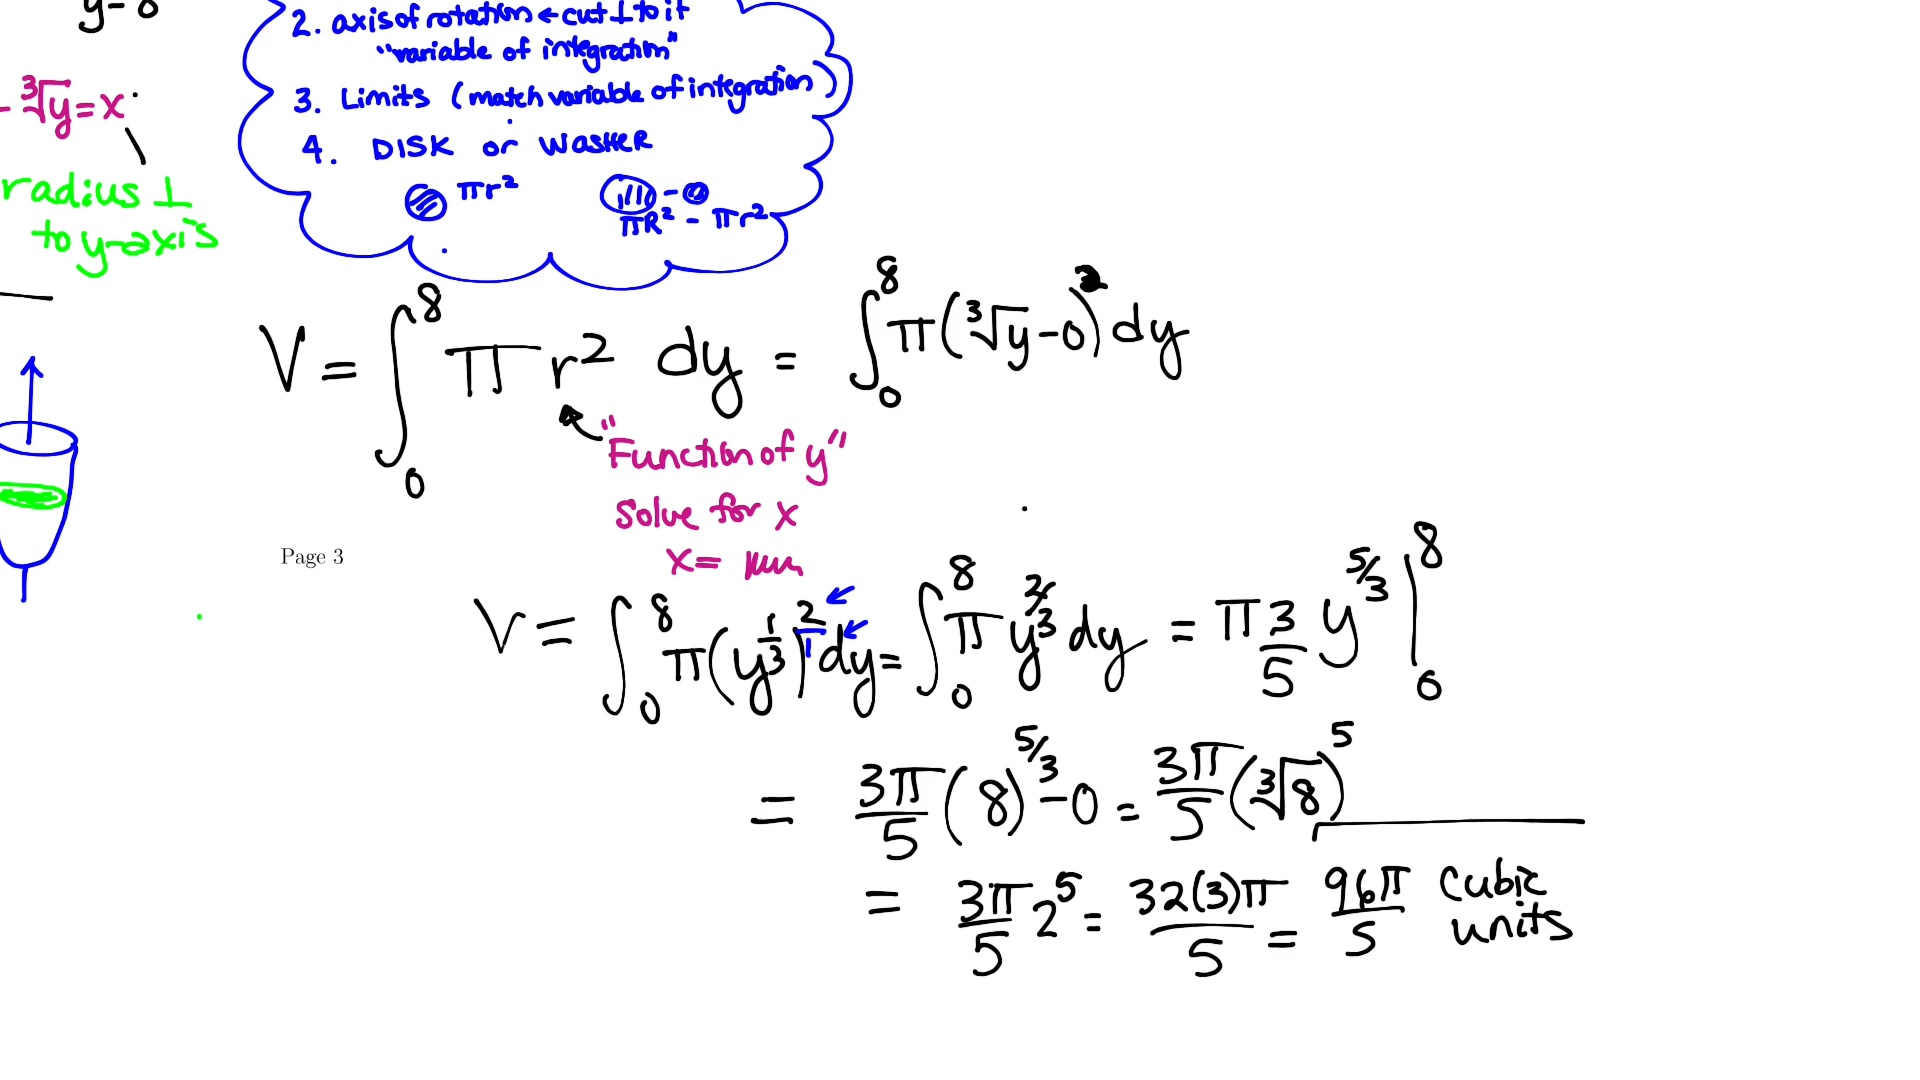 y=8
2. axis of rotation ← cut ⊥ to it
"variable of integration"
3. Limits (match variable of integration)
∛y = x
4. DISK or WASHER
πr²
πR² - πr²
radius ⊥
to y-axis
V = ∫₀⁸ π r² dy = ∫₀⁸ π(∛y - 0)² dy
"Function of y"
Solve for x
x =
Page 3
V = ∫₀⁸ π(y^(1/3))^(2/1) dy = ∫₀⁸ π y^(2/3) dy = π 3/5 y^(5/3) |₀⁸
= 3π/5 (8)^(5/3) - 0 = 3π/5 (∛8)⁵
= 3π/5 2⁵ = 32(3)π/5 = 96π/5 cubic
units